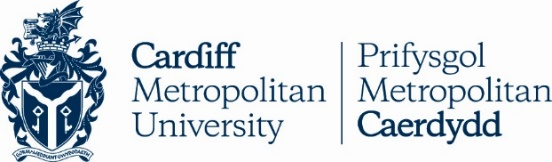 Cardiff
Metropolitan
University
Prifysgol
Metropolitan
Caerdydd